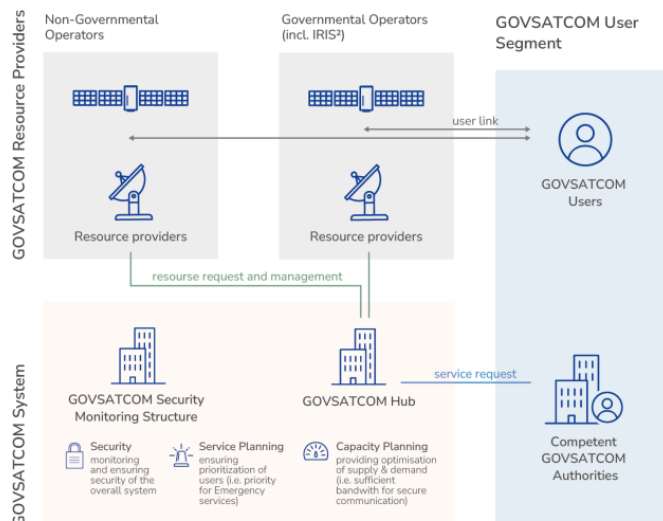 Non-Governmental
Operators
Governmental Operators
(incl. IRIS²)
GOVSATCOM User
Segment
GOVSATCOM Resource Providers
user link
GOVSATCOM
Users
Resource providers
Resource providers
resourse request and management
GOVSATCOM System
GOVSATCOM Security
Monitoring Structure
GOVSATCOM Hub
service request
Competent
GOVSATCOM
Authorities
Security
monitoring
and ensuring
security of the
overall system
Service Planning
ensuring
prioritization of
users (i.e. priority
for Emergency
services)
Capacity Planning
providing optimisation
of supply & demand
(i.e. sufficient
bandwith for secure
communication)